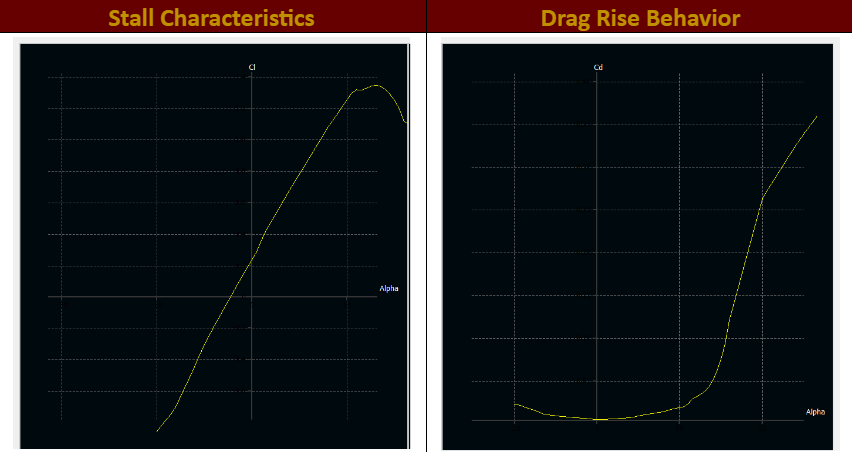 Stall Characteristics
Drag Rise Behavior
Cl
Alpha
Cd
Alpha